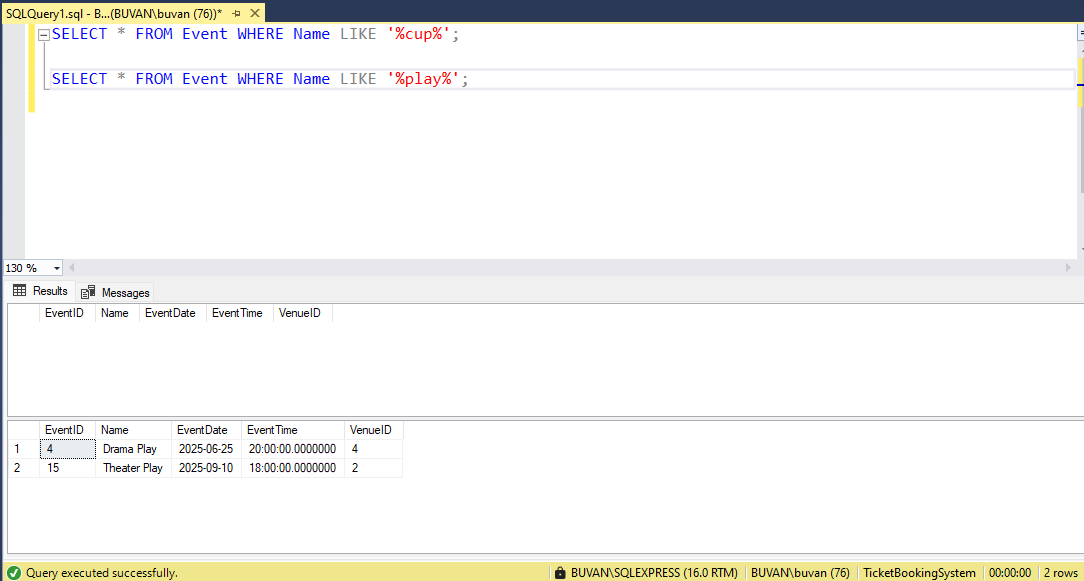 SQLQuery1.sql - B...(BUVAN\buvan (76))*
SELECT * FROM Event WHERE Name LIKE '%cup%';
SELECT * FROM Event WHERE Name LIKE '%play%';
130 %
Results Messages
EventID Name EventDate EventTime VenueID
EventID Name EventDate EventTime VenueID
1 4 Drama Play 2025-06-25 20:00:00.0000000 4
2 15 Theater Play 2025-09-10 18:00:00.0000000 2
Query executed successfully. BUVAN\SQLEXPRESS (16.0 RTM) BUVAN\buvan (76) TicketBookingSystem 00:00:00 2 rows